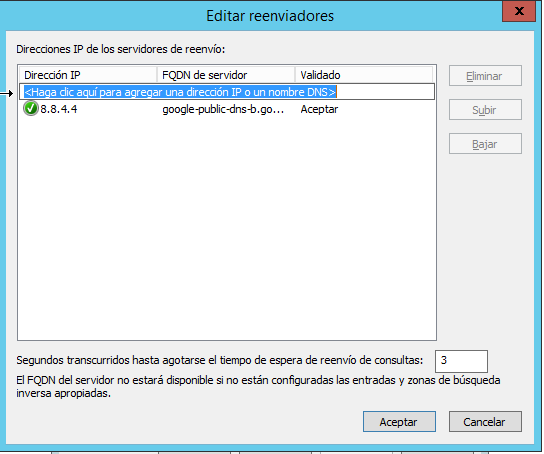 Editar reenviadores
x
Direcciones IP de los servidores de reenvío:
Dirección IP FQDN de servidor Validado
<Haga clic aquí para agregar una dirección IP o un nombre DNS>
8.8.4.4 google-public-dns-b.go... Aceptar
Eliminar
Subir
Bajar
Segundos transcurridos hasta agotarse el tiempo de espera de reenvío de consultas: 3
El FQDN del servidor no estará disponible si no están configuradas las entradas y zonas de búsqueda
inversa apropiadas.
Aceptar Cancelar